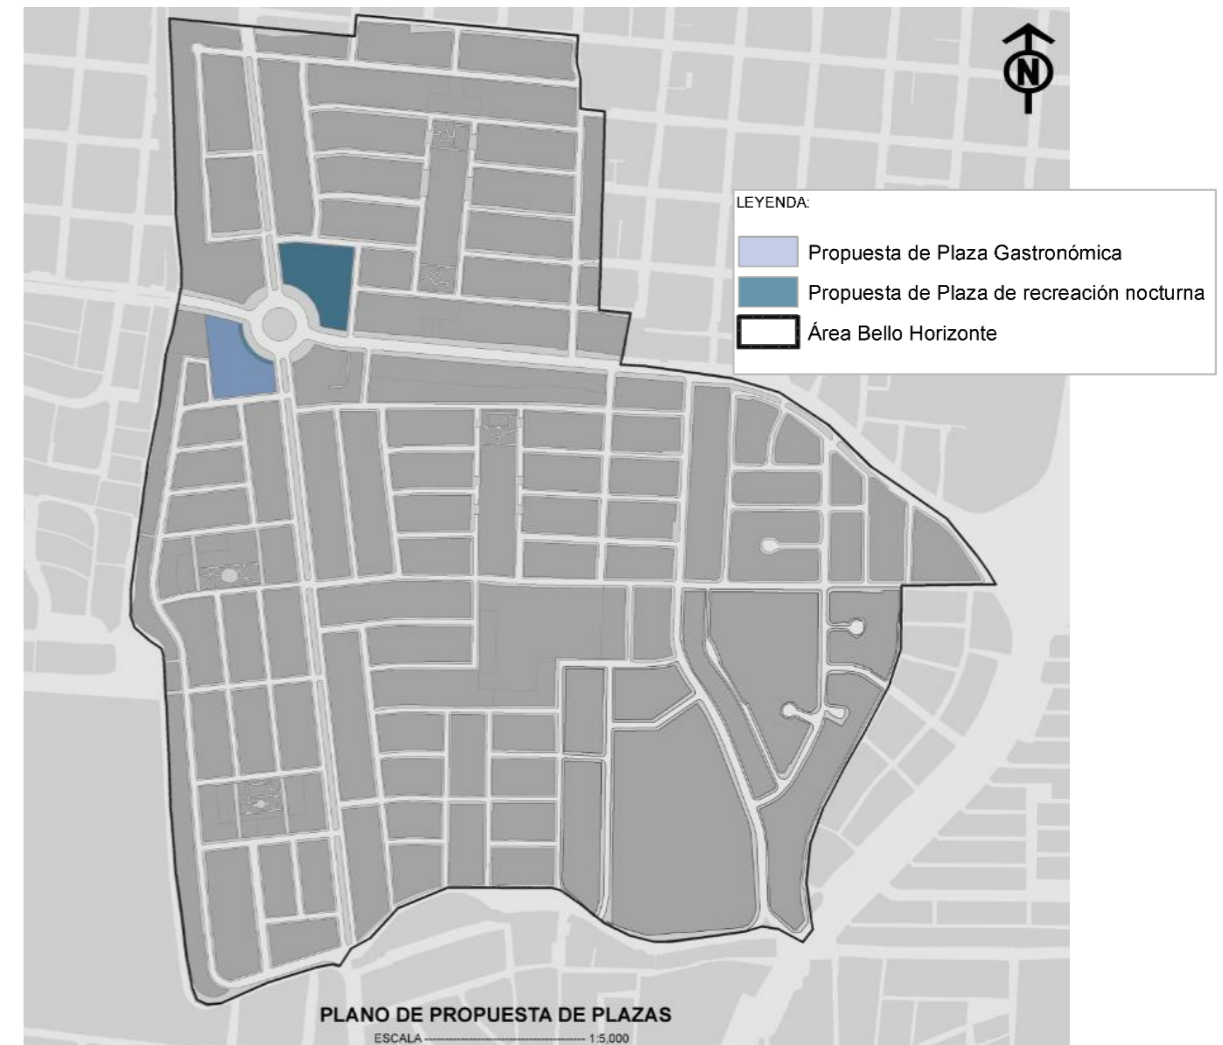 N
LEYENDA:
Propuesta de Plaza Gastronómica
Propuesta de Plaza de recreación nocturna
Área Bello Horizonte
PLANO DE PROPUESTA DE PLAZAS
ESCALA ---------------------------------------- 1:5,000